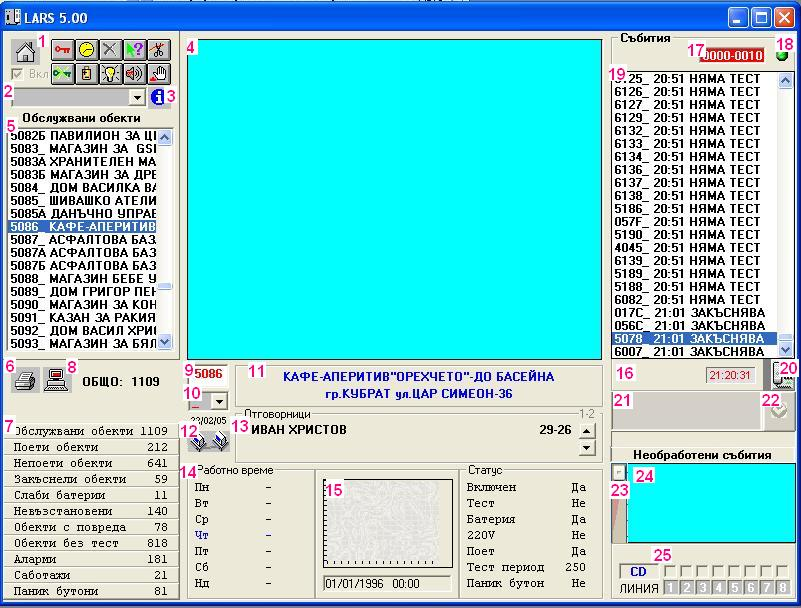 LARS 5.00
1
Вкл
2
3
Обслужвани обекти
5
5082Б ПАВИЛИОН ЗА
5083_ МАГАЗИН ЗА GSI
5083А ХРАНИТЕЛЕН МА
5083Б МАГАЗИН ЗА ДРЕ
5084_ ДОМ ВАСИЛКА ВА
5085_ ШИВАШКО АТЕЛИ
5085А ДАНЪЧНО УПРАВ
5086_ КАФЕ-АПЕРИТИВ
5087_ АСФАЛТОВА БАЗ
5087А АСФАЛТОВА БАЗ
5087Б АСФАЛТОВА БАЗ
5088_ МАГАЗИН БЕБЕ У
5089_ ДОМ ГРИГОР ПЕН
5090_ МАГАЗИН ЗА КОН
5091_ КАЗАН ЗА РАКИЯ
5092_ ДОМ ВАСИЛ ХРИ
5093_ МАГАЗИН ЗА БЯЛ
6
8
ОБЩО: 1109
7
Обслужвани обекти 1109
Поети обекти 212
Непоети обекти 641
Закъснели обекти 59
Слаби батерии 11
Невъзстановени 140
Обекти с повреда 78
Обекти без тест 818
Аларми 181
Саботажи 21
Паник бутони 81
4
9
5086
10
11
КАФЕ-АПЕРИТИВ"ОРЕХЧЕТО"-ДО БАСЕЙНА
гр.КУБРАТ ул.ЦАР СИМЕОН-36
23/02/05
12
13
Отговорници
1-2
ИВАН ХРИСТОВ 29-26
14
Работно време
Пн -
Вт -
Ср -
Чт -
Пт -
Сб -
Нд -
15
01/01/1996 00:00
Статус
Включен Да
Тест Не
Батерия Да
220V Не
Поет Да
Тест период 250
Паник бутон Не
Събития
17
0000-0010
18
19
6125_ 20:51 НЯМА ТЕСТ
6126_ 20:51 НЯМА ТЕСТ
6127_ 20:51 НЯМА ТЕСТ
6129_ 20:51 НЯМА ТЕСТ
6132_ 20:51 НЯМА ТЕСТ
6133_ 20:51 НЯМА ТЕСТ
6134_ 20:51 НЯМА ТЕСТ
6136_ 20:51 НЯМА ТЕСТ
6137_ 20:51 НЯМА ТЕСТ
6138_ 20:51 НЯМА ТЕСТ
5186_ 20:51 НЯМА ТЕСТ
057F_ 20:51 НЯМА ТЕСТ
5190_ 20:51 НЯМА ТЕСТ
4045_ 20:51 НЯМА ТЕСТ
6139_ 20:51 НЯМА ТЕСТ
5189_ 20:51 НЯМА ТЕСТ
5188_ 20:51 НЯМА ТЕСТ
6082_ 20:51 НЯМА ТЕСТ
017C_ 21:01 ЗАКЪСНЯВА
056C_ 21:01 ЗАКЪСНЯВА
5078_ 21:01 ЗАКЪСНЯВА
6007_ 21:01 ЗАКЪСНЯВА
16
21:20:31
20
21
22
Необработени събития
23
24
25
CD
ЛИНИЯ 1 2 3 4 5 6 7 8